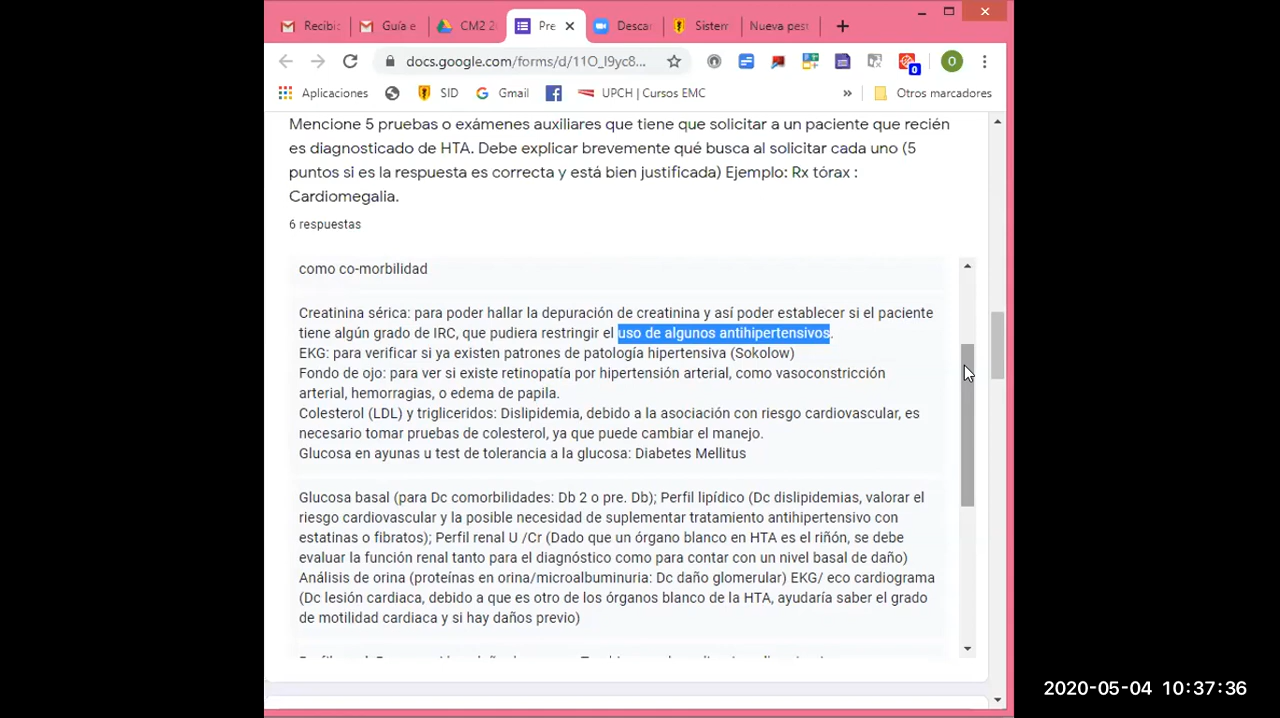 Recibi
Guía e
CM2 2
Pre
Descar
Sistem
Nueva pest
docs.google.com/forms/d/11O_I9yc8...
O
0
Aplicaciones
SID
Gmail
UPCH | Cursos EMC
»
Otros marcadores
Mencione 5 pruebas o exámenes auxiliares que tiene que solicitar a un paciente que recién
es diagnosticado de HTA. Debe explicar brevemente qué busca al solicitar cada uno (5
puntos si es la respuesta es correcta y está bien justificada) Ejemplo: Rx tórax :
Cardiomegalia.
6 respuestas
como co-morbilidad
Creatinina sérica: para poder hallar la depuración de creatinina y así poder establecer si el paciente
tiene algún grado de IRC, que pudiera restringir el uso de algunos antihipertensivos.
EKG: para verificar si ya existen patrones de patología hipertensiva (Sokolow)
Fondo de ojo: para ver si existe retinopatía por hipertensión arterial, como vasoconstricción
arterial, hemorragias, o edema de papila.
Colesterol (LDL) y trigliceridos: Dislipidemia, debido a la asociación con riesgo cardiovascular, es
necesario tomar pruebas de colesterol, ya que puede cambiar el manejo.
Glucosa en ayunas u test de tolerancia a la glucosa: Diabetes Mellitus
Glucosa basal (para Dc comorbilidades: Db 2 o pre. Db); Perfil lipídico (Dc dislipidemias, valorar el
riesgo cardiovascular y la posible necesidad de suplementar tratamiento antihipertensivo con
estatinas o fibratos); Perfil renal U /Cr (Dado que un órgano blanco en HTA es el riñón, se debe
evaluar la función renal tanto para el diagnóstico como para contar con un nivel basal de daño)
Análisis de orina (proteínas en orina/microalbuminuria: Dc daño glomerular) EKG/ eco cardiograma
(Dc lesión cardiaca, debido a que es otro de los órganos blanco de la HTA, ayudaría saber el grado
de motilidad cardiaca y si hay daños previo)
2020-05-04 10:37:36